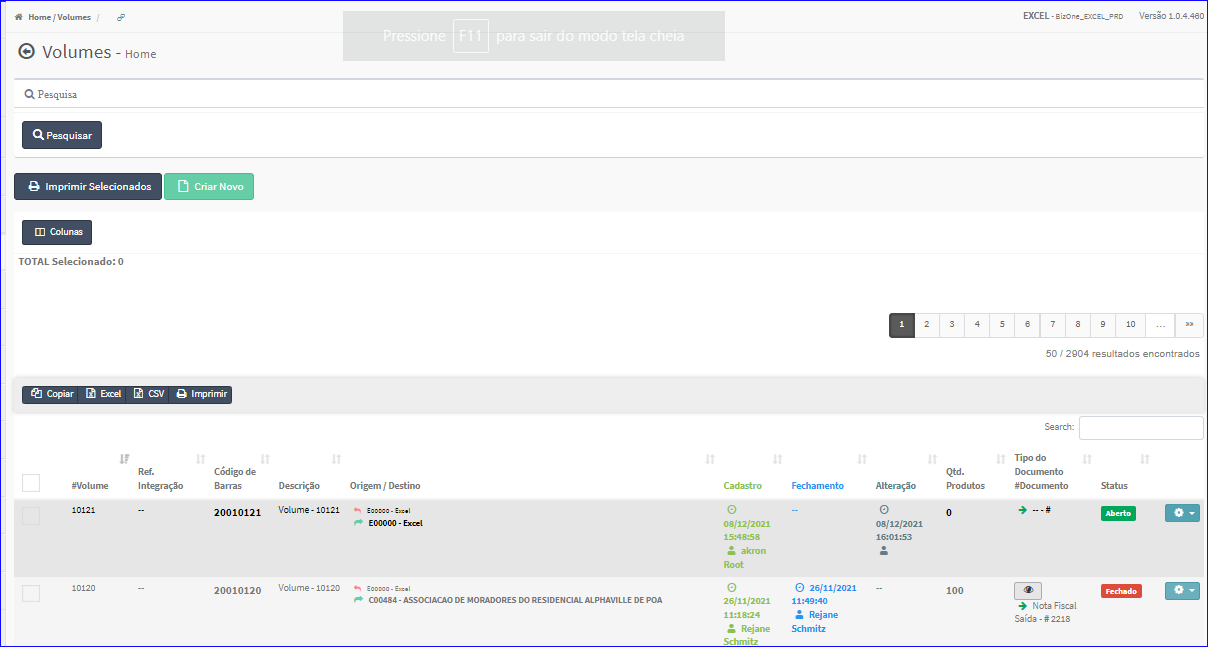 Home / Volumes /
EXCEL - BizOne_EXCEL_PRD Versão 1.0.4.460
Pressione F11 para sair do modo tela cheia
Volumes - Home
Pesquisa
Pesquisar
Imprimir Selecionados Criar Novo
Colunas
TOTAL Selecionado: 0
1 2 3 4 5 6 7 8 9 10 ... »
50 / 2904 resultados encontrados
Copiar Excel CSV Imprimir
Search:
#Volume
Ref.
Integração
Código de
Barras
Descrição
Origem / Destino
Cadastro
Fechamento
Alteração
Qtd.
Produtos
Tipo do
Documento
#Documento
Status
10121
--
20010121
Volume - 10121
E00000 - Excel
E00000 - Excel
08/12/2021
15:48:58
akron
Root
--
08/12/2021
16:01:53
0
-- - #
Aberto
10120
--
20010120
Volume - 10120
E00000 - Excel
C00484 - ASSOCIACAO DE MORADORES DO RESIDENCIAL ALPHAVILLE DE POA
26/11/2021
11:18:24
Rejane
Schmitz
26/11/2021
11:49:40
Rejane
Schmitz
--
100
Nota Fiscal
Saída - # 2218
Fechado